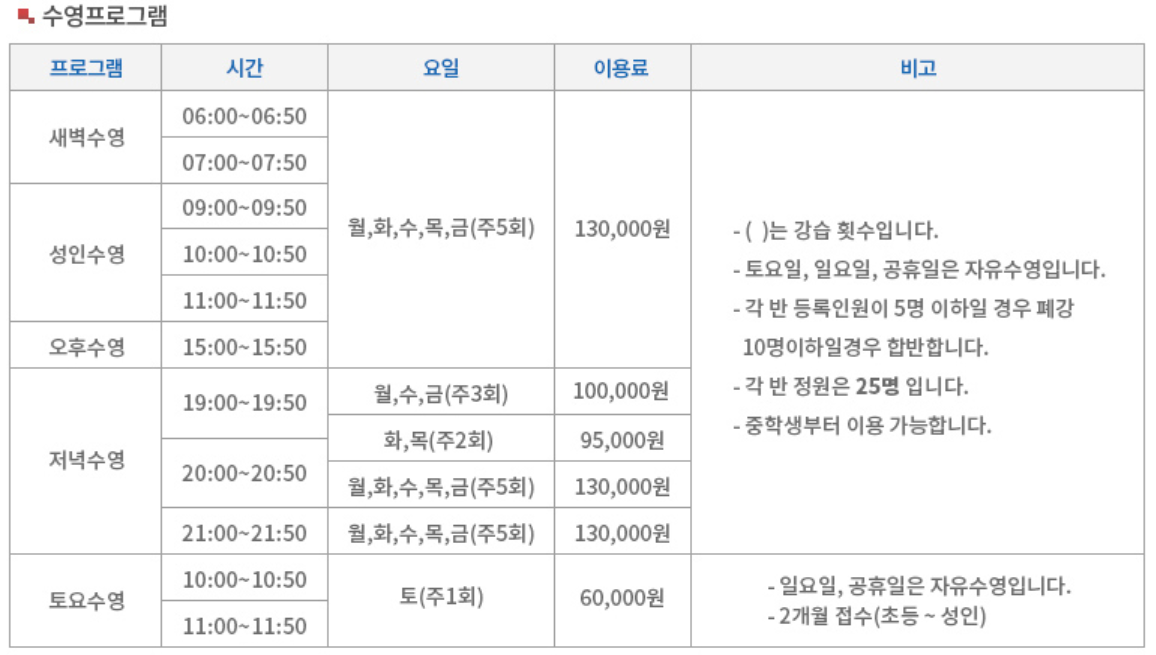 수영프로그램
프로그램 시간 요일 이용료 비고
새벽수영 06:00~06:50 월,화,수,목,금(주5회) 130,000원
07:00~07:50
성인수영 09:00~09:50
10:00~10:50
11:00~11:50
오후수영 15:00~15:50
- ( )는 강습 횟수입니다.
- 토요일, 일요일, 공휴일은 자유수영입니다.
- 각 반 등록인원이 5명 이하일 경우 폐강
10명이하일경우 합반합니다.
- 각 반 정원은 25명 입니다.
- 중학생부터 이용 가능합니다.
저녁수영 19:00~19:50 월,수,금(주3회) 100,000원
화,목(주2회) 95,000원
20:00~20:50 월,화,수,목,금(주5회) 130,000원
21:00~21:50 월,화,수,목,금(주5회) 130,000원
토요수영 10:00~10:50 토(주1회) 60,000원
11:00~11:50
- 일요일, 공휴일은 자유수영입니다.
- 2개월 접수(초등 ~ 성인)